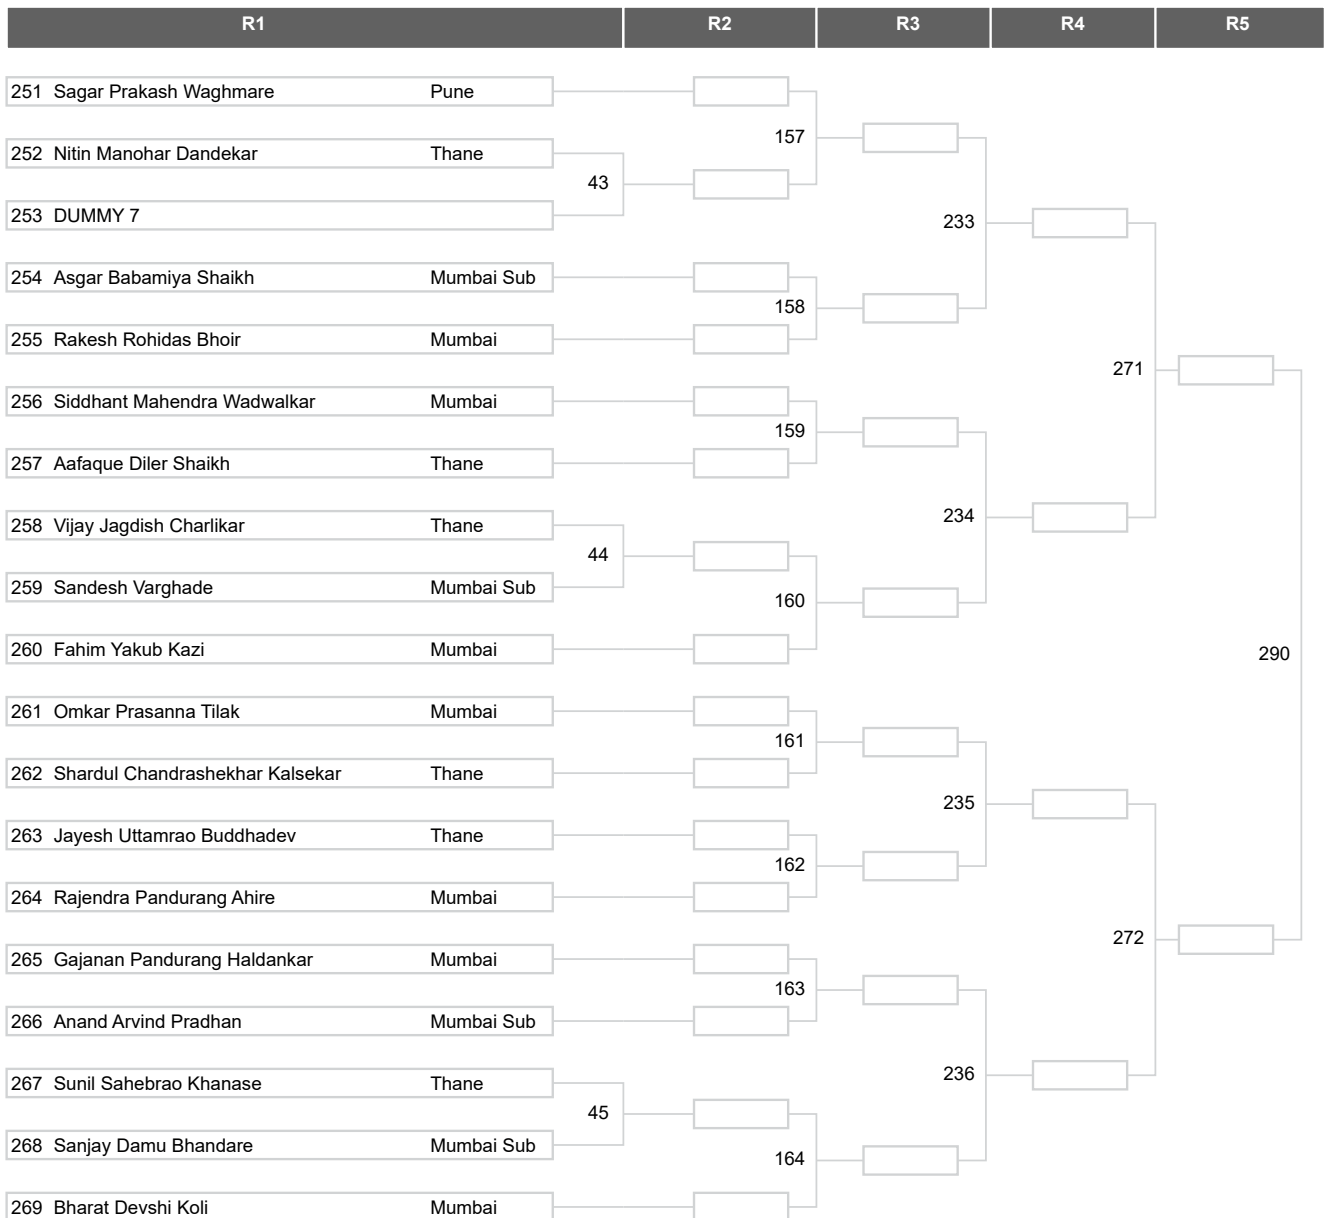 R1 R2 R3 R4 R5
251 Sagar Prakash Waghmare Pune
157
252 Nitin Manohar Dandekar Thane
43
253 DUMMY 7
233
254 Asgar Babamiya Shaikh Mumbai Sub
158
255 Rakesh Rohidas Bhoir Mumbai
271
256 Siddhant Mahendra Wadwalkar Mumbai
159
257 Aafaque Diler Shaikh Thane
234
258 Vijay Jagdish Charlikar Thane
44
259 Sandesh Varghade Mumbai Sub
160
260 Fahim Yakub Kazi Mumbai
290
261 Omkar Prasanna Tilak Mumbai
161
262 Shardul Chandrashekhar Kalsekar Thane
235
263 Jayesh Uttamrao Buddhadev Thane
162
264 Rajendra Pandurang Ahire Mumbai
272
265 Gajanan Pandurang Haldankar Mumbai
163
266 Anand Arvind Pradhan Mumbai Sub
236
267 Sunil Sahebrao Khanase Thane
45
268 Sanjay Damu Bhandare Mumbai Sub
164
269 Bharat Devshi Koli Mumbai